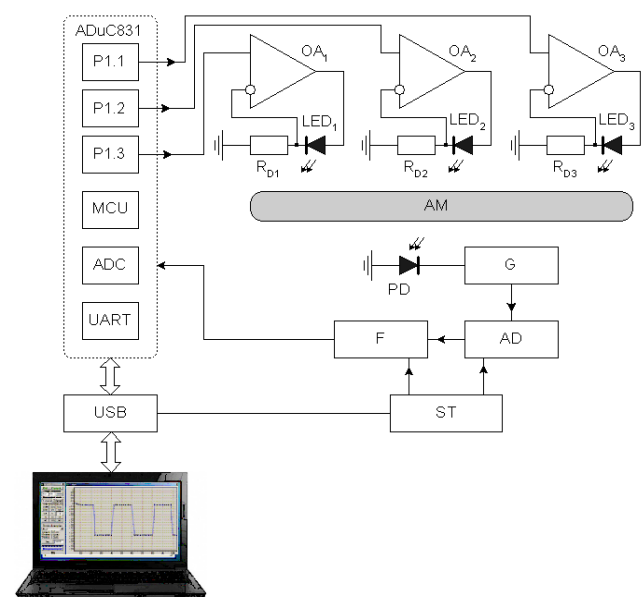 ADuC831
P1.1
P1.2
P1.3
MCU
ADC
UART
USB
OA1
OA2
OA3
LED1
LED2
LED3
RD1
RD2
RD3
AM
PD
G
F
AD
ST